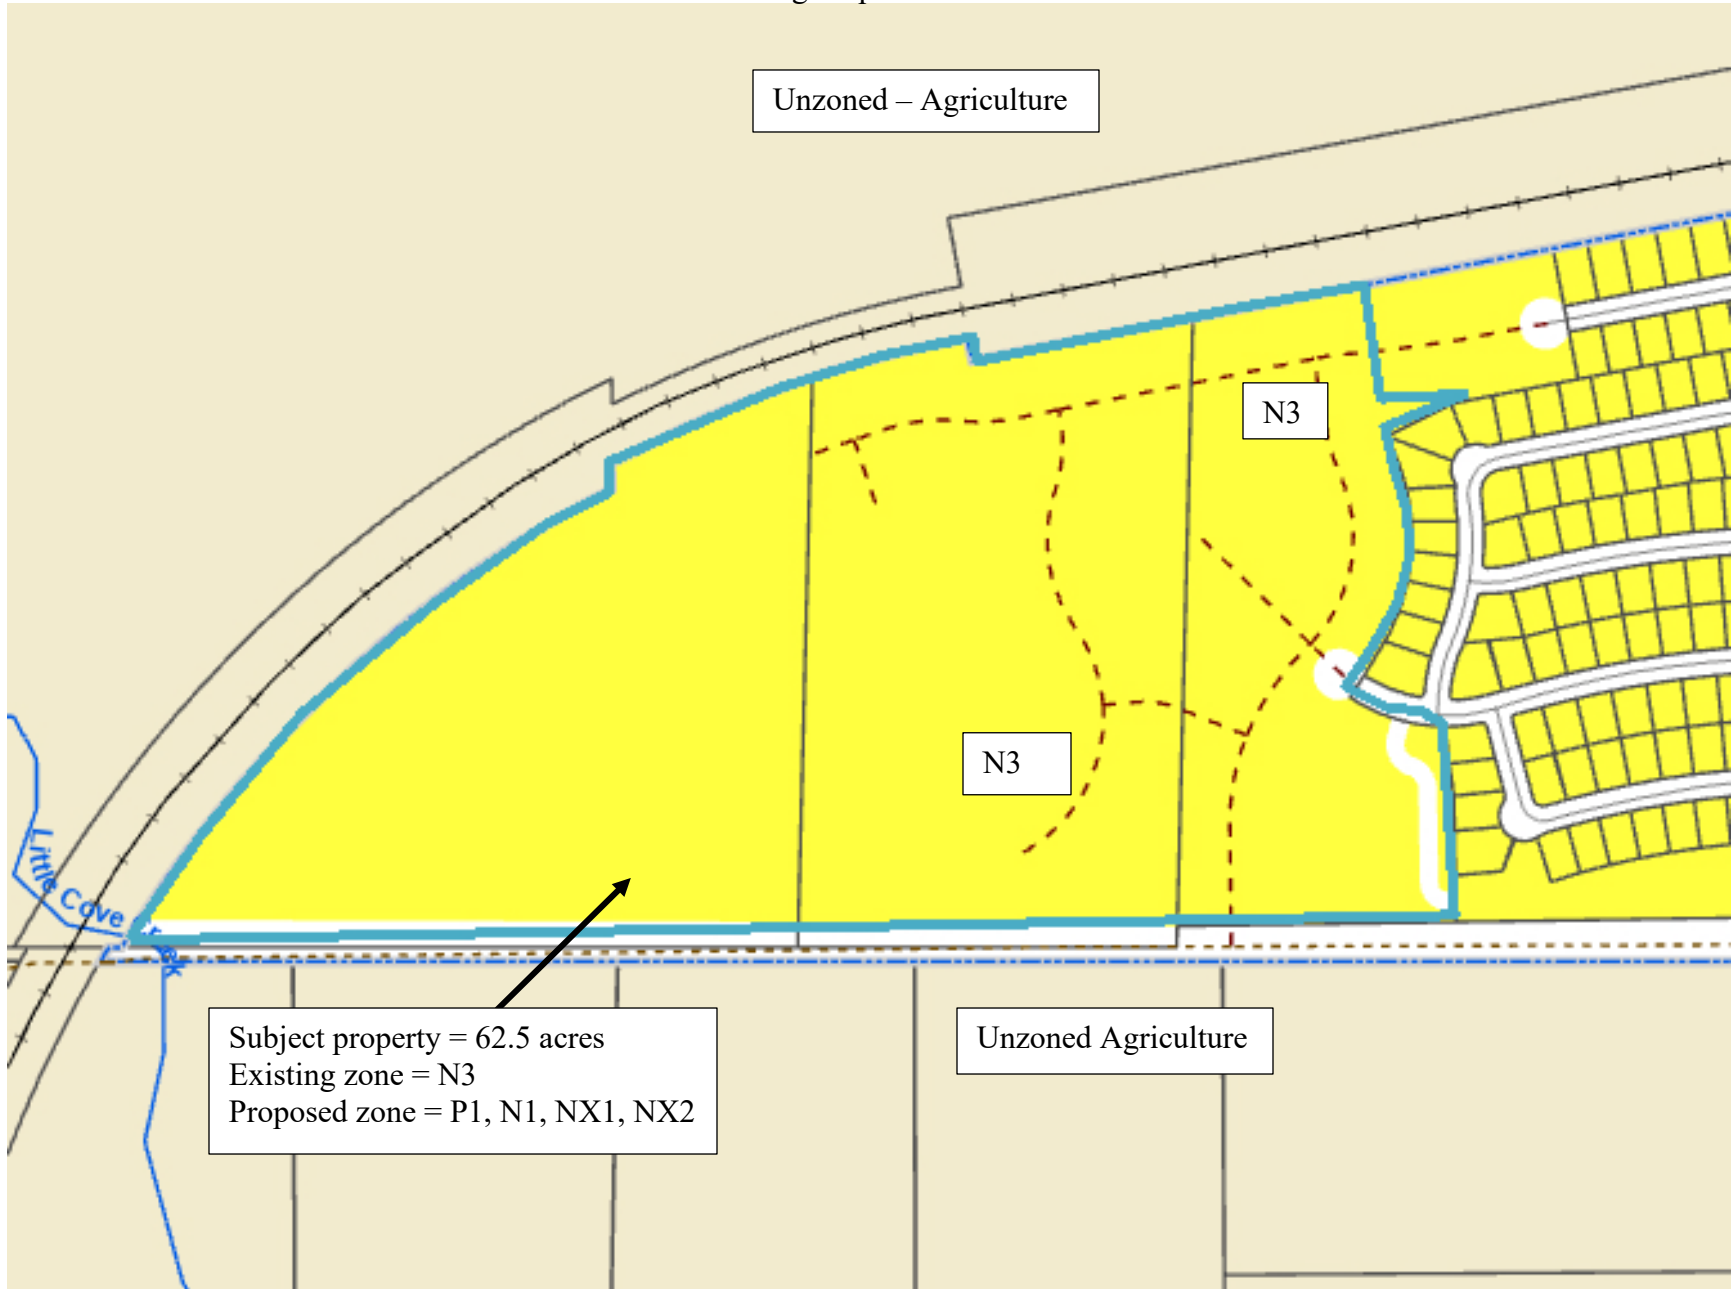 Unzoned – Agriculture
N3
N3
Little Cove
Subject property = 62.5 acres
Existing zone = N3
Proposed zone = P1, N1, NX1, NX2
Unzoned Agriculture